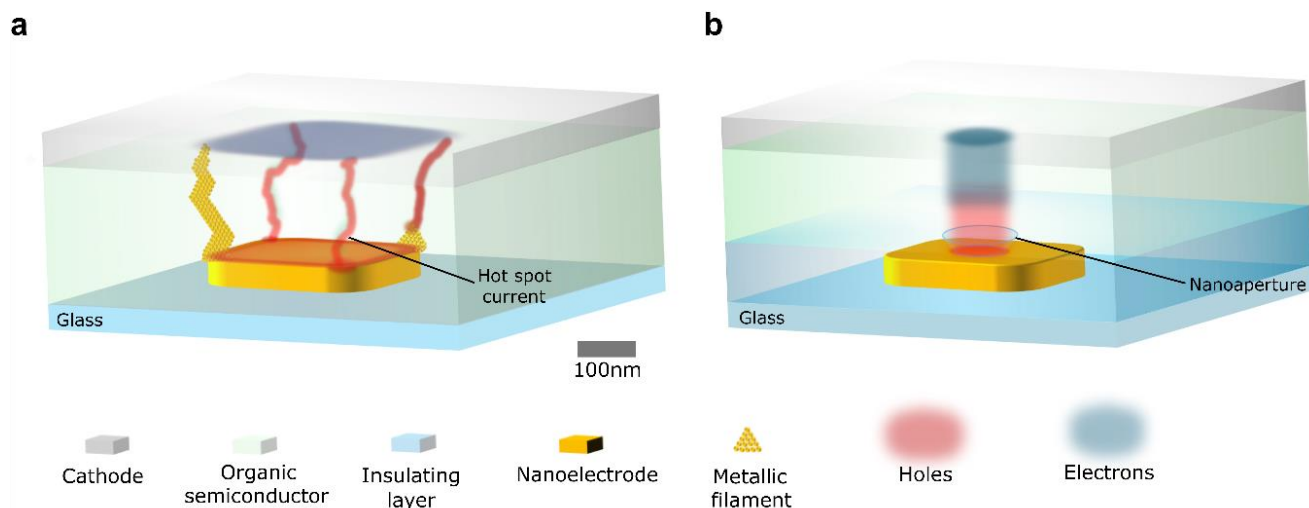 a
b
Hot spot
current
Nanoaperture
Glass
Glass
100nm
Cathode
Organic
semiconductor
Insulating
layer
Nanoelectrode
Metallic
filament
Holes
Electrons